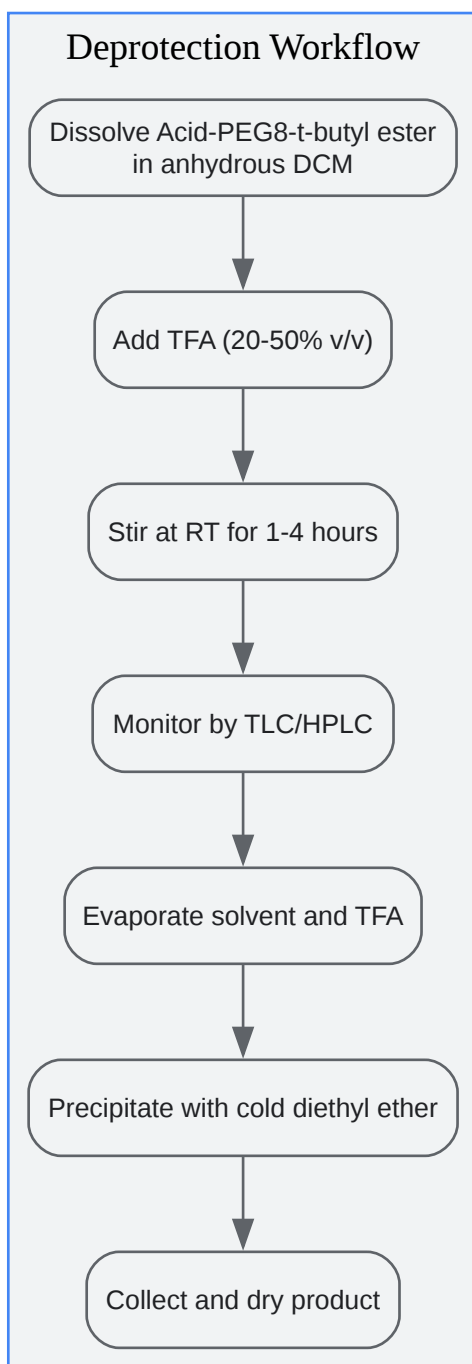 Deprotection Workflow
Dissolve Acid-PEG8-t-butyl ester
in anhydrous DCM
Add TFA (20-50% v/v)
Stir at RT for 1-4 hours
Monitor by TLC/HPLC
Evaporate solvent and TFA
Precipitate with cold diethyl ether
Collect and dry product